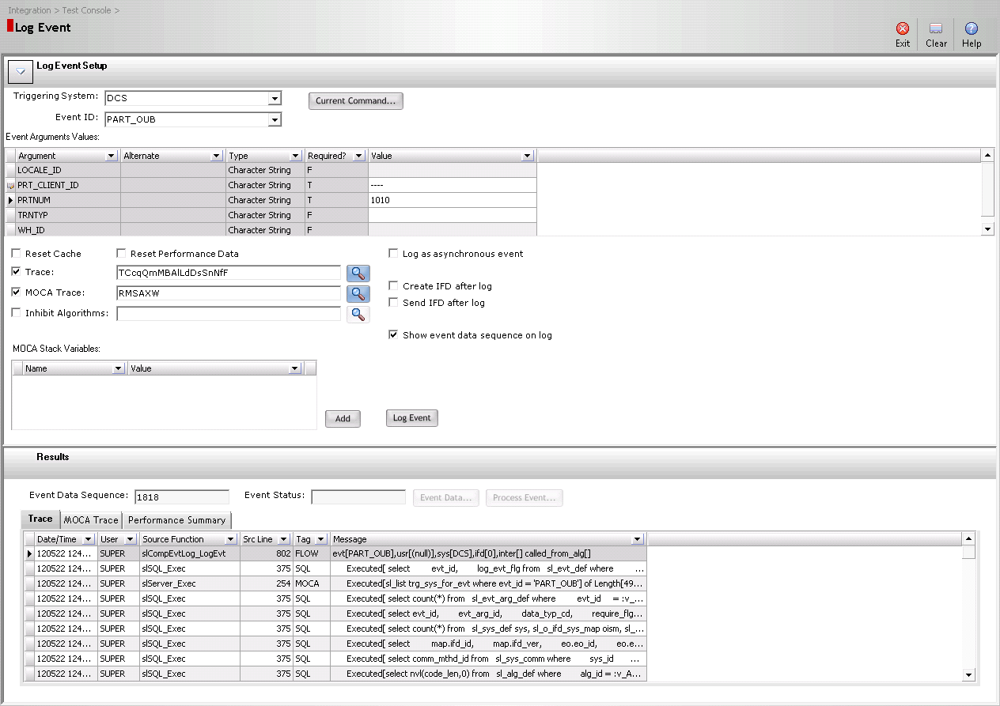 Integration > Test Console >
Log Event
Exit Clear Help
Log Event Setup
Triggering System: DCS Current Command...
Event ID: PART_OUB
Event Arguments Values:
Argument Alternate Type Required? Value
LOCALE_ID Character String F
PRT_CLIENT_ID Character String T ----
PRTNUM Character String T 1010
TRNTYP Character String F
WH_ID Character String F
Reset Cache Reset Performance Data Log as asynchronous event
Trace: TCcqQmMBAlLdDsSnNfF
Create IFD after log
MOCA Trace: RMSAXW
Send IFD after log
Inhibit Algorithms:
Show event data sequence on log
MOCA Stack Variables:
Name Value
Add Log Event
Results
Event Data Sequence: 1818 Event Status: Event Data... Process Event...
Trace MOCA Trace Performance Summary
Date/Time User Source Function Src Line Tag Message
120522 124... SUPER slCompEvtLog_LogEvt 802 FLOW evt[PART_OUB],usr[(null)],sys[DCS],ifd[0],inter[] called_from_alg[]
120522 124... SUPER slSQL_Exec 375 SQL Executed[ select evt_id, log_evt_flg from sl_evt_def where ...
120522 124... SUPER slServer_Exec 254 MOCA Executed[sl_list trg_sys_for_evt where evt_id = 'PART_OUB'] of Length[49...
120522 124... SUPER slSQL_Exec 375 SQL Executed[ select count(*) from sl_evt_arg_def where evt_id = :v_...
120522 124... SUPER slSQL_Exec 375 SQL Executed[ select evt_id, evt_arg_id, data_typ_cd, require_flg...
120522 124... SUPER slSQL_Exec 375 SQL Executed[ select count(*) from sl_sys_def sys, sl_o_ifd_sys_map oism, sl_...
120522 124... SUPER slSQL_Exec 375 SQL Executed[ select map.ifd_id, map.ifd_ver, eo.eo_id, eo.e...
120522 124... SUPER slSQL_Exec 375 SQL Executed[ select comm_mthd_id from sl_sys_comm where sys_id ...
120522 124... SUPER slSQL_Exec 375 SQL Executed[select nvl(code_len,0) from sl_alg_def where alg_id = :v_A...